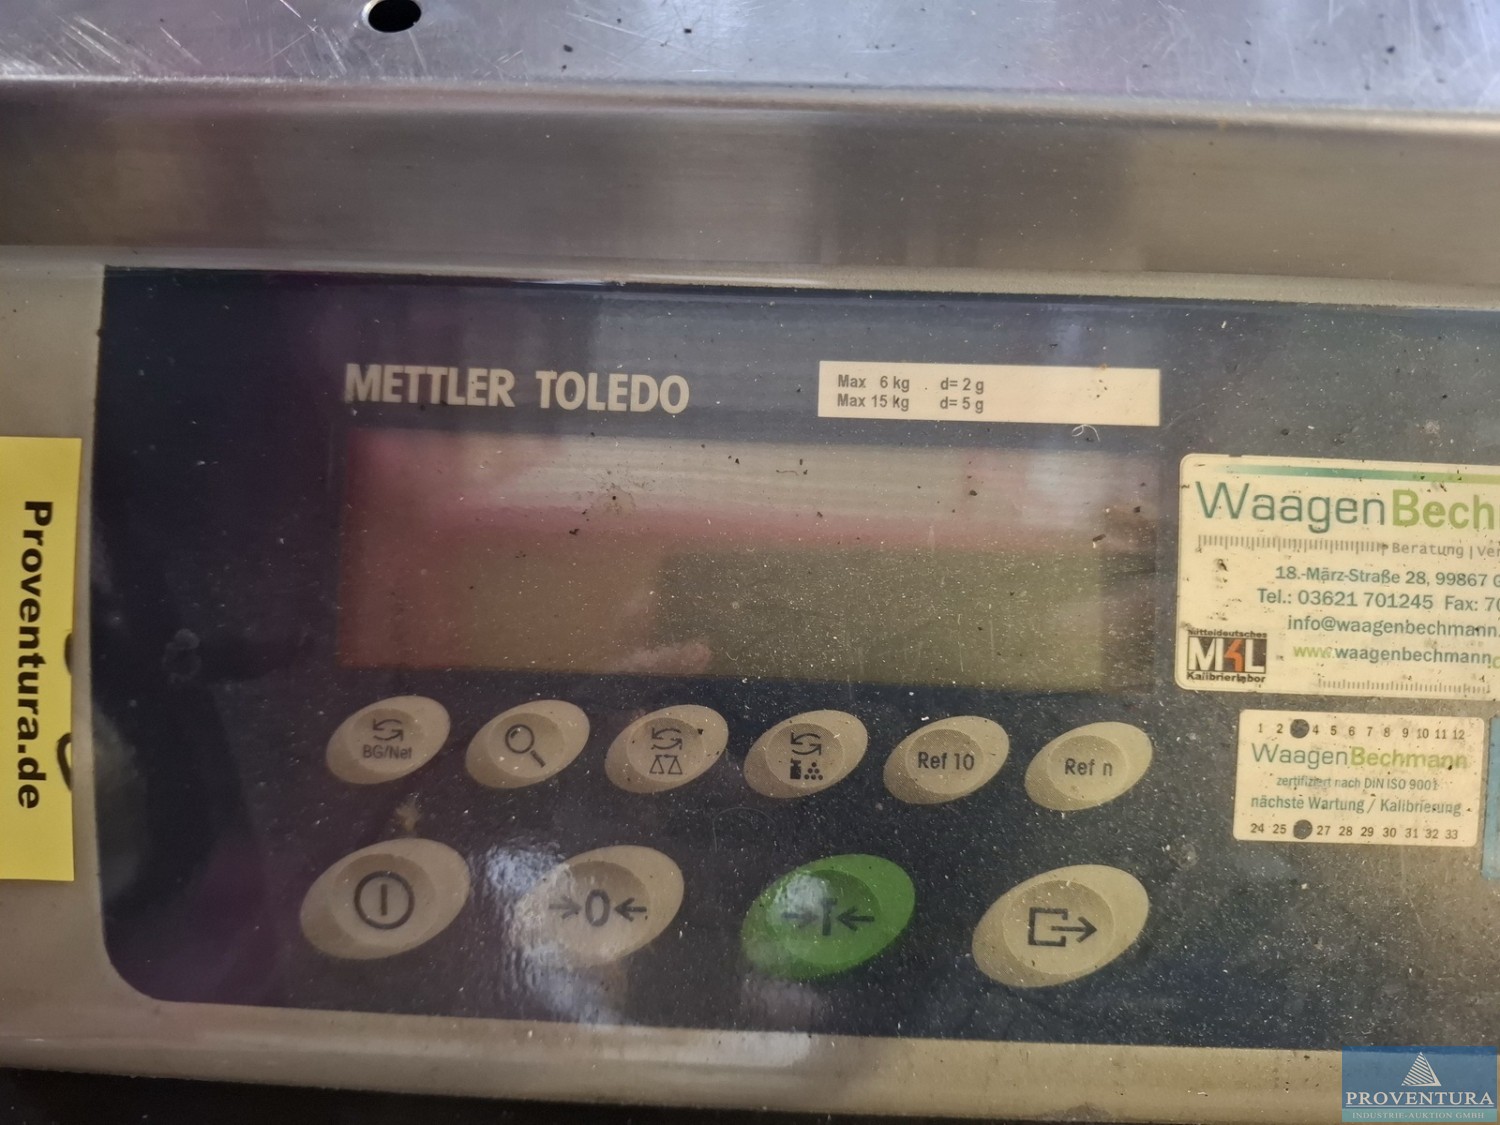 METTLER TOLEDO
Max 6 kg d= 2 g
Max 15 kg d= 5 g
WaagenBech
Beratung | Ver
18.-März-Straße 28, 99867 G
Tel.: 03621 701245 Fax: 70
info@waagenbechmann.
www.waagenbechmann.
mitteldeutsches
MKL
Kalibrierlabor
BG/Net
Ref 10
Ref n
1 2 4 5 6 7 8 9 10 11 12
WaagenBechmann
zertifiziert nach DIN ISO 9001
nächste Wartung / Kalibrierung
24 25 27 28 29 30 31 32 33
→0←
→T←
Proventura.de
PROVENTURA
INDUSTRIE-AUKTION GMBH